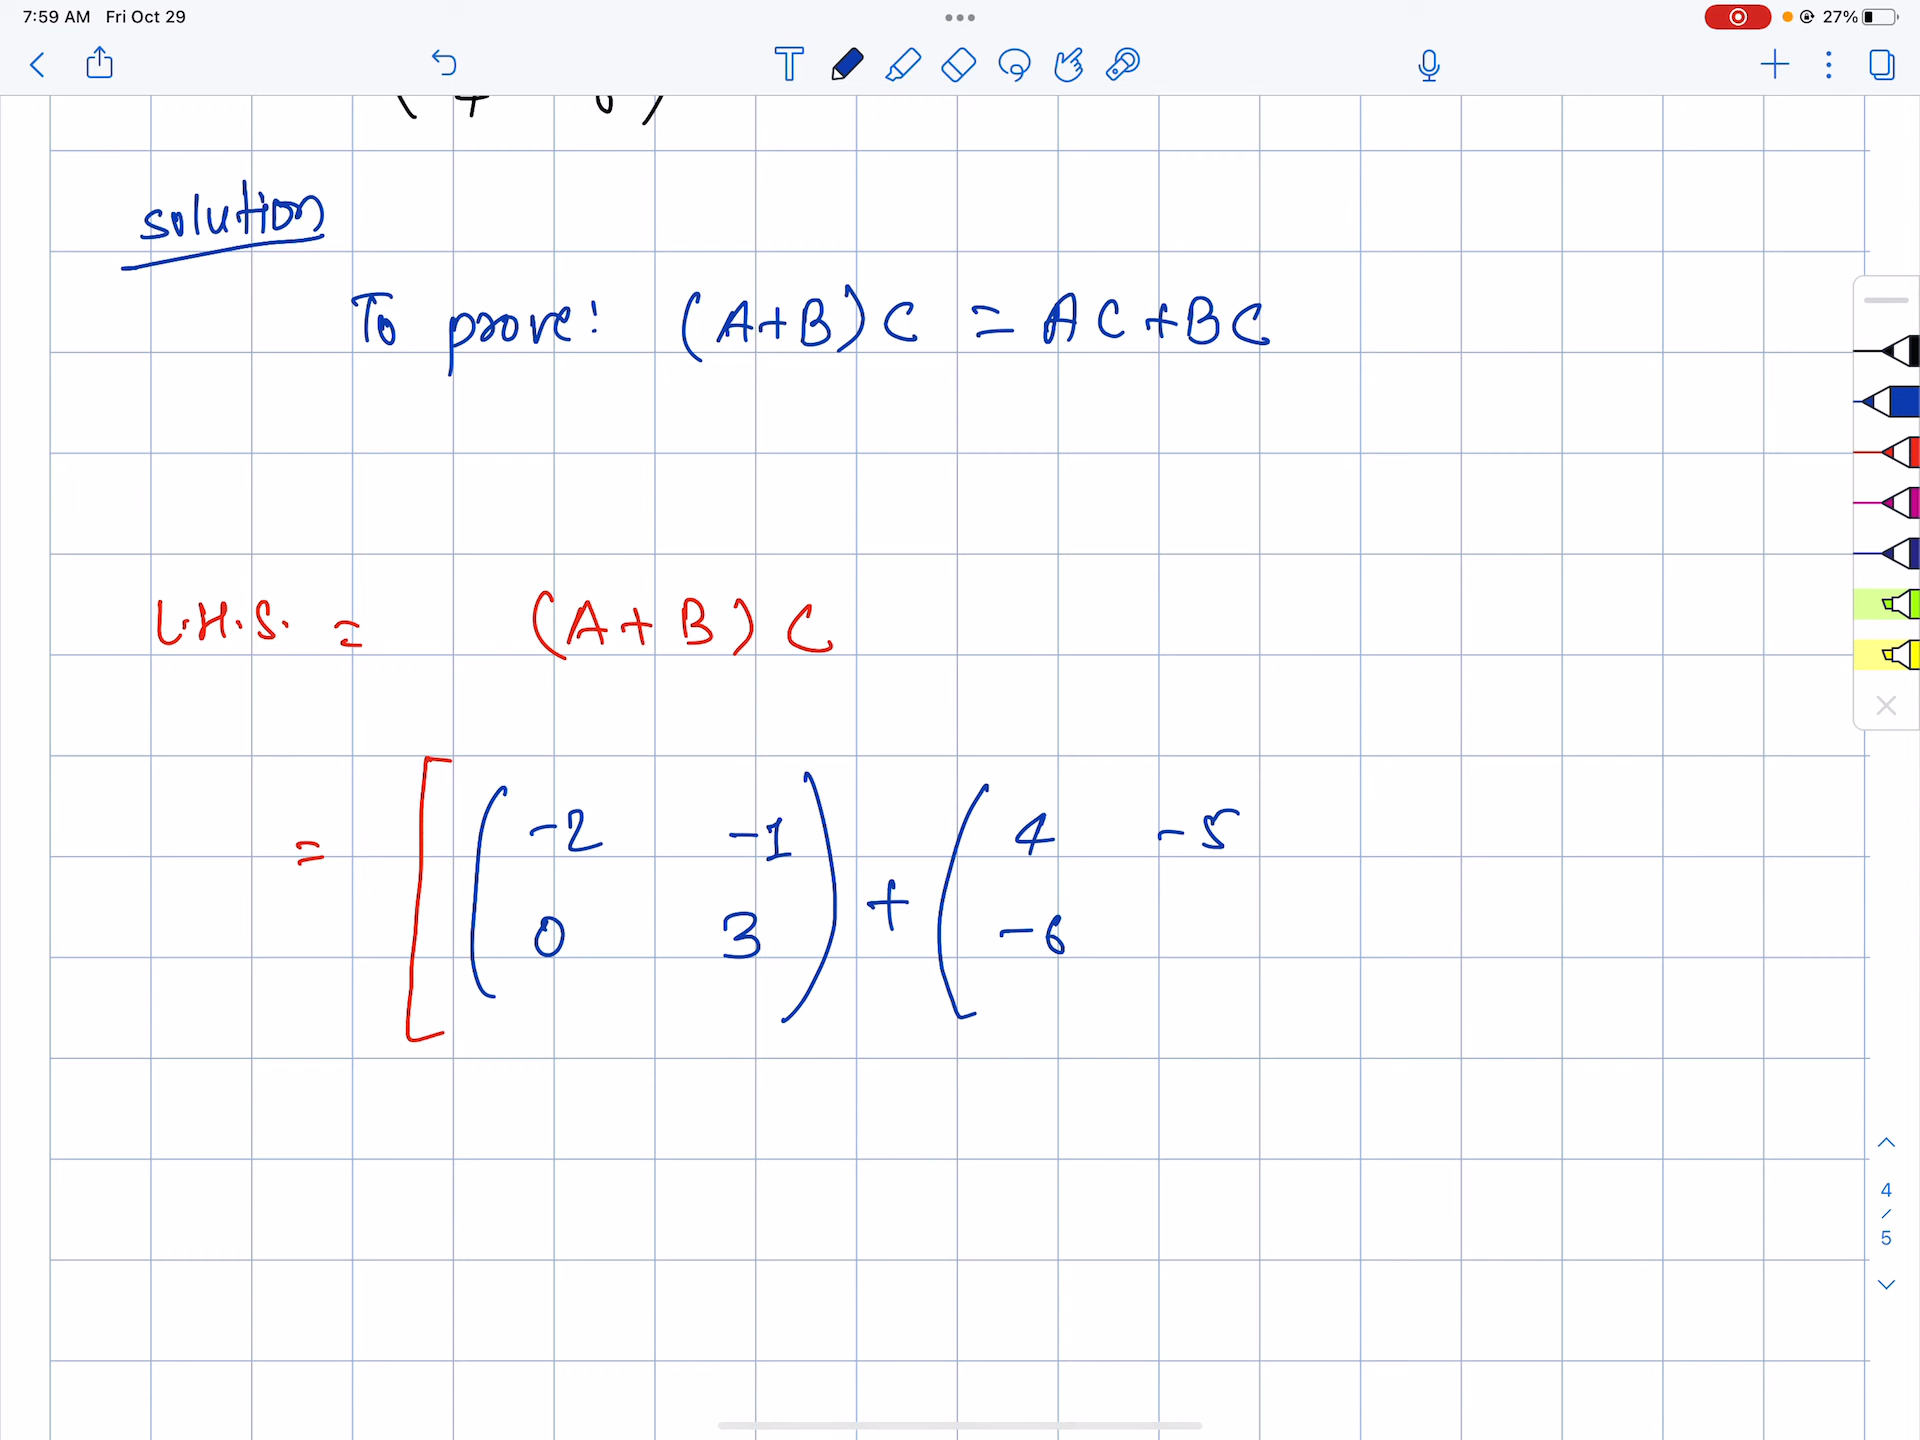 7:59 AM Fri Oct 29
27%
solution
To prove! (A+B) C = AC+BC
L.H.S. = (A+B) C
= [ ( -2 -1 ) + ( 4 -5
0 3 -6
4
/
5